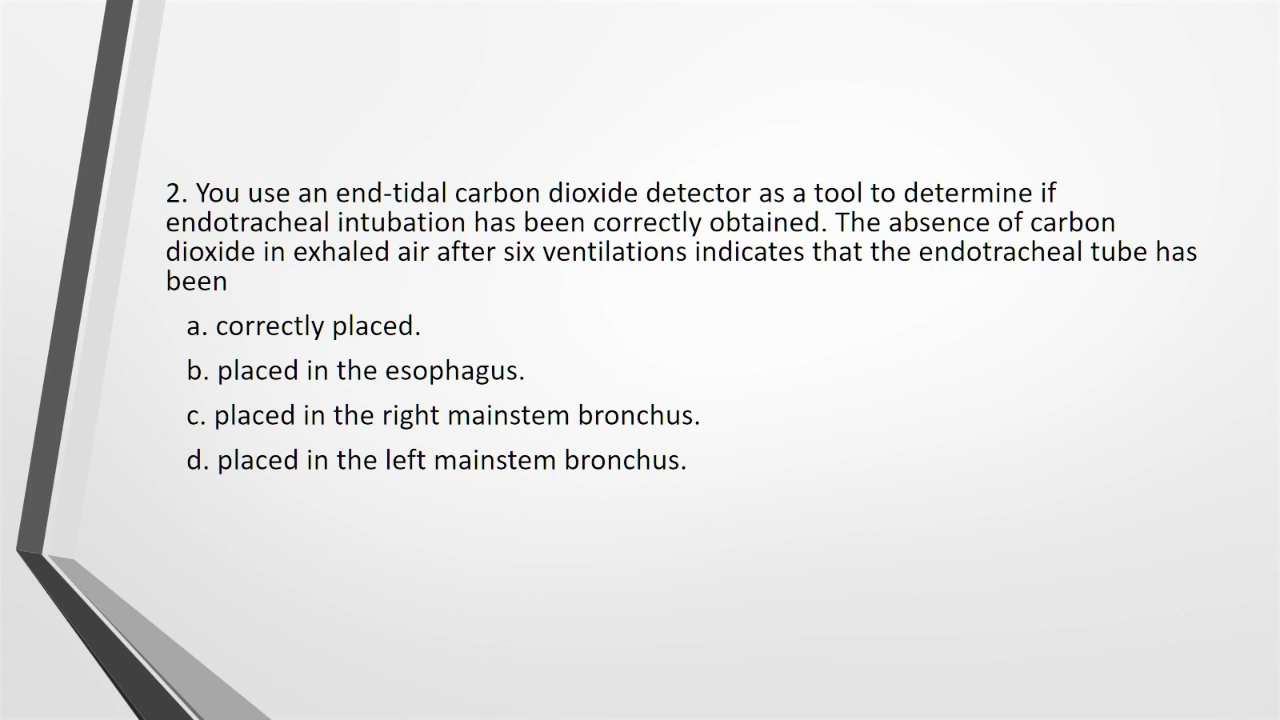 2. You use an end-tidal carbon dioxide detector as a tool to determine if
endotracheal intubation has been correctly obtained. The absence of carbon
dioxide in exhaled air after six ventilations indicates that the endotracheal tube has
been
a. correctly placed.
b. placed in the esophagus.
c. placed in the right mainstem bronchus.
d. placed in the left mainstem bronchus.